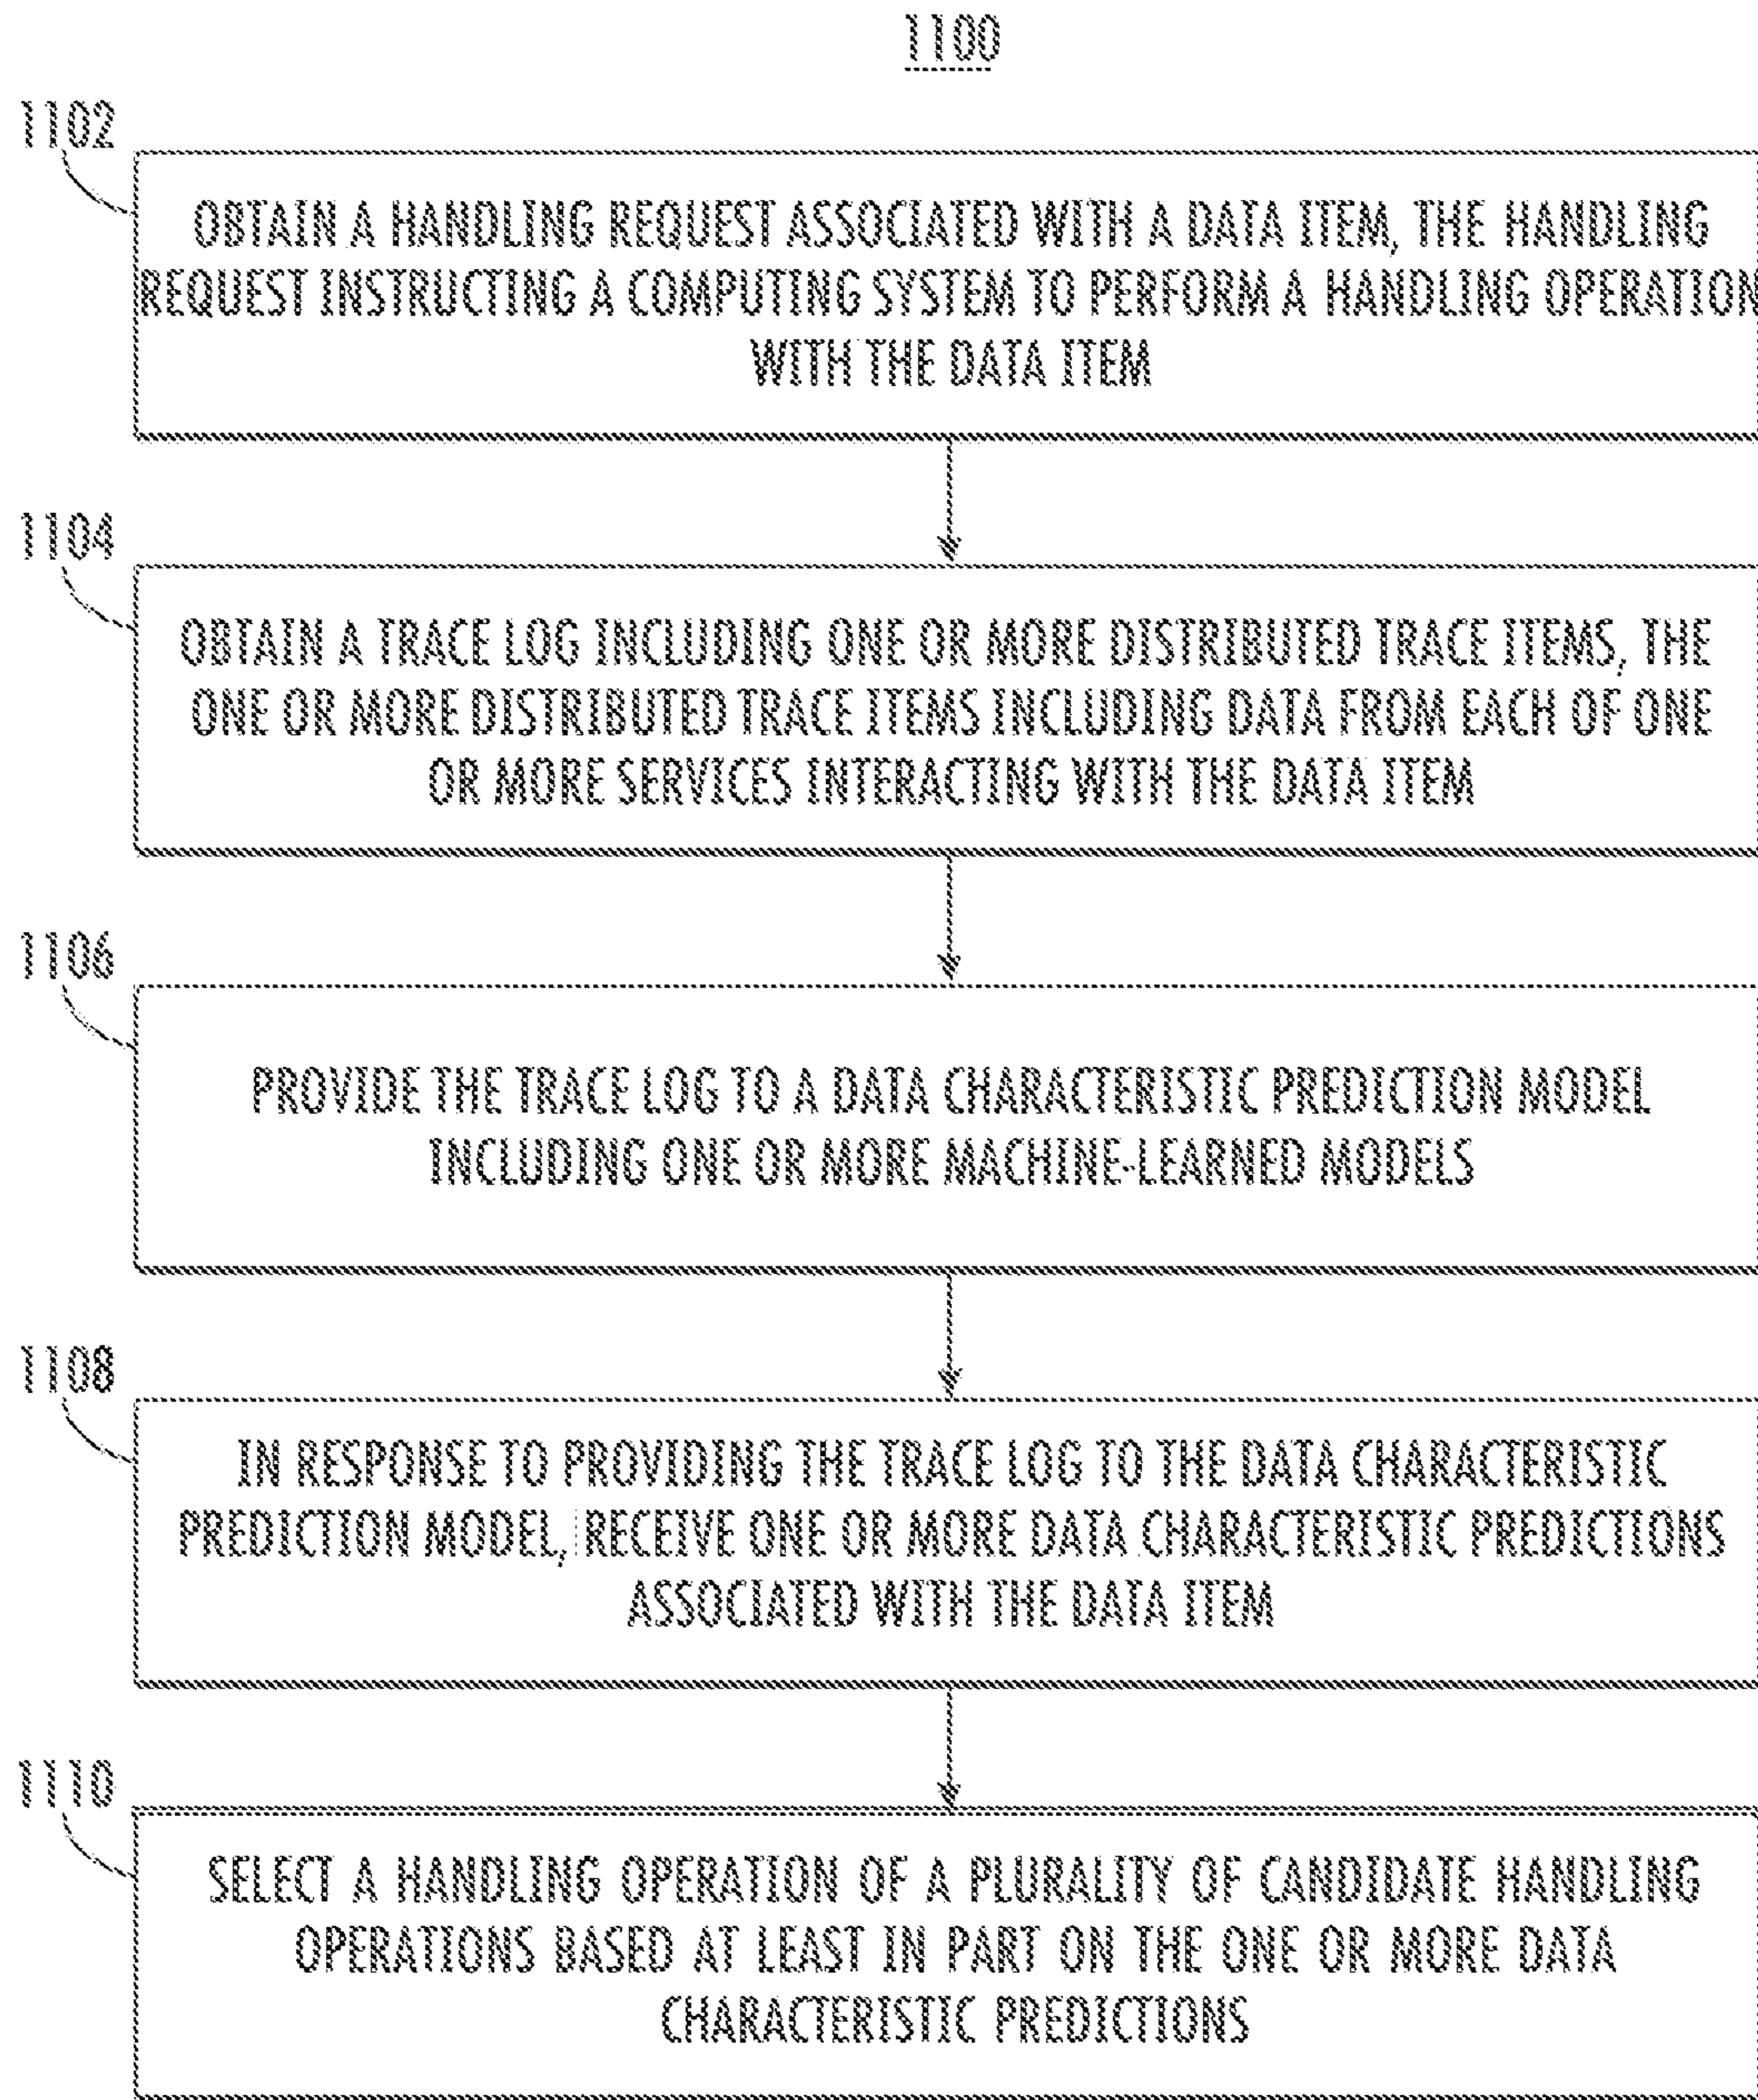 1100
1102
OBTAIN A HANDLING REQUEST ASSOCIATED WITH A DATA ITEM, THE HANDLING
REQUEST INSTRUCTING A COMPUTING SYSTEM TO PERFORM A HANDLING OPERATION
WITH THE DATA ITEM
1104
OBTAIN A TRACE LOG INCLUDING ONE OR MORE DISTRIBUTED TRACE ITEMS, THE
ONE OR MORE DISTRIBUTED TRACE ITEMS INCLUDING DATA FROM EACH OF ONE
OR MORE SERVICES INTERACTING WITH THE DATA ITEM
1106
PROVIDE THE TRACE LOG TO A DATA CHARACTERISTIC PREDICTION MODEL
INCLUDING ONE OR MORE MACHINE-LEARNED MODELS
1108
IN RESPONSE TO PROVIDING THE TRACE LOG TO THE DATA CHARACTERISTIC
PREDICTION MODEL, RECEIVE ONE OR MORE DATA CHARACTERISTIC PREDICTIONS
ASSOCIATED WITH THE DATA ITEM
1110
SELECT A HANDLING OPERATION OF A PLURALITY OF CANDIDATE HANDLING
OPERATIONS BASED AT LEAST IN PART ON THE ONE OR MORE DATA
CHARACTERISTIC PREDICTIONS